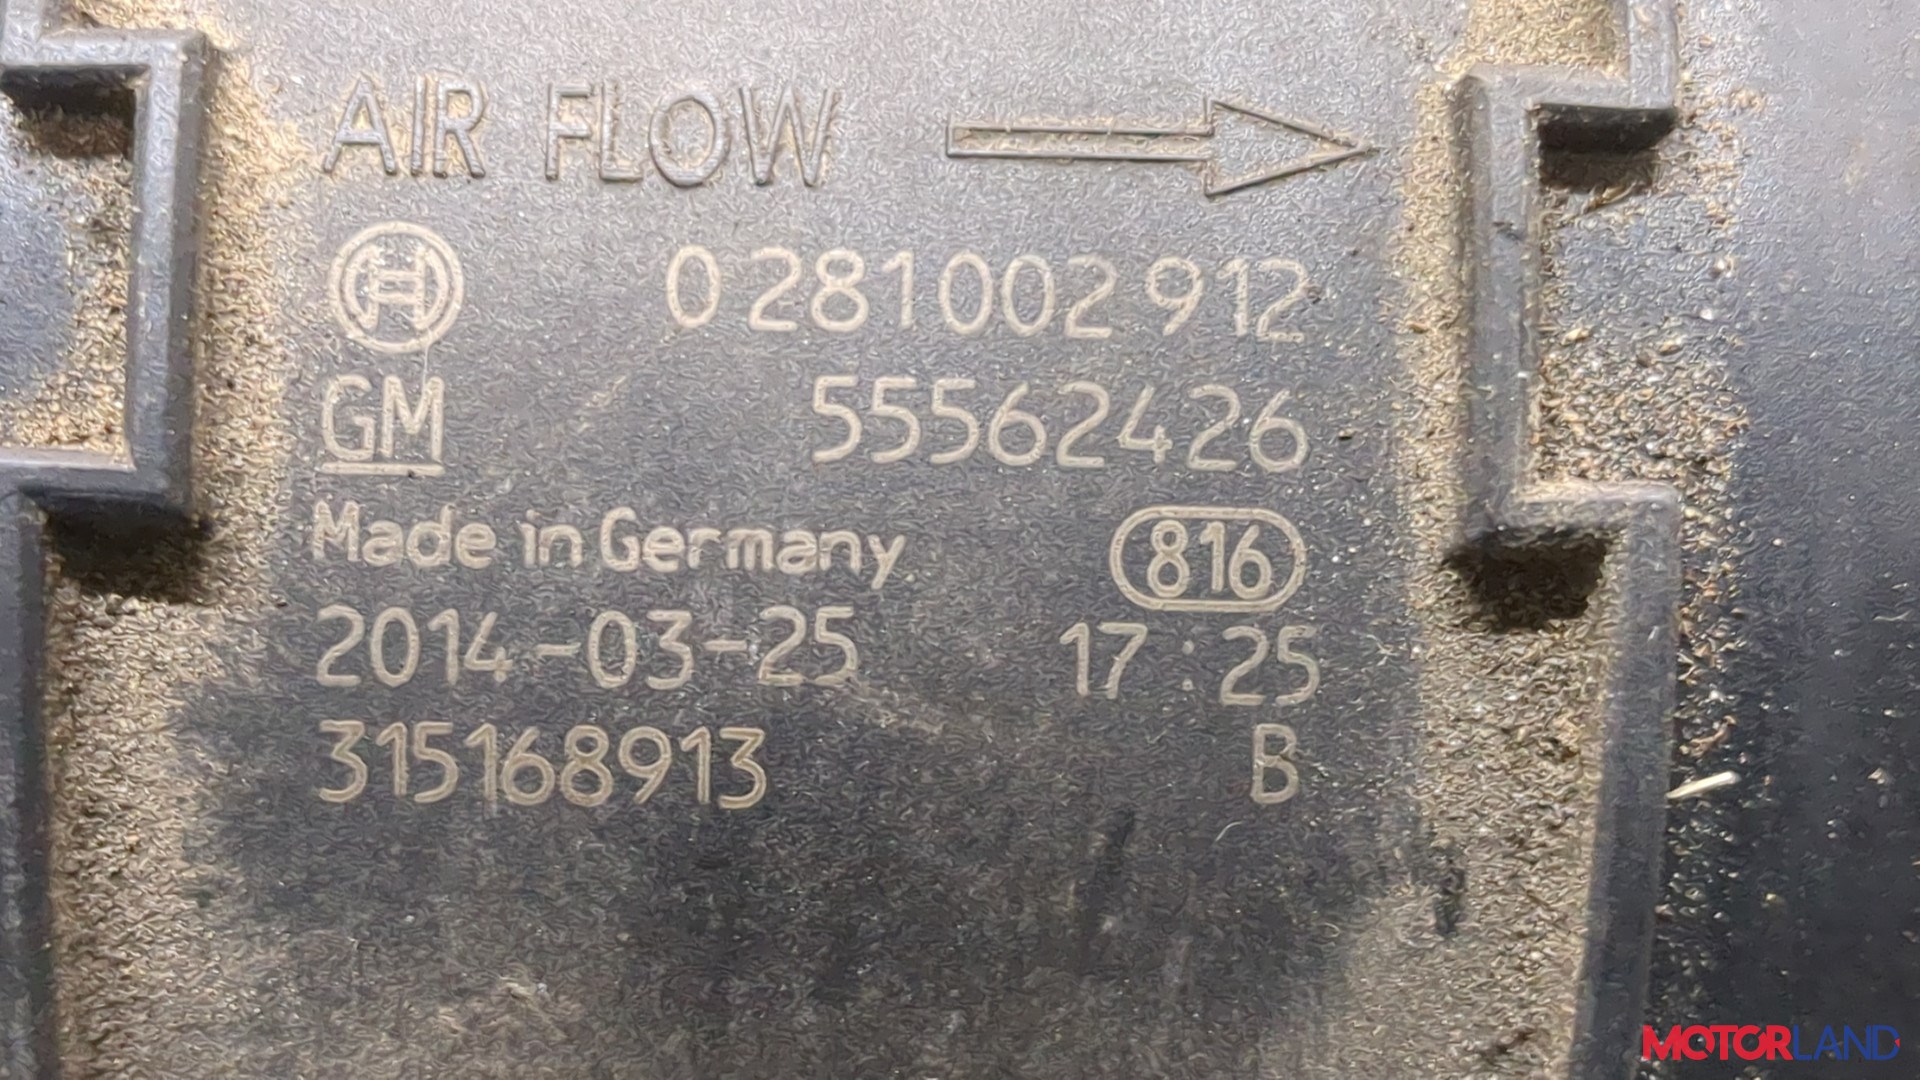 AIR FLOW
0 281 002 912
GM 55562426
Made in Germany 816
2014-03-25 17:25
315168913 B
MOTORLAND